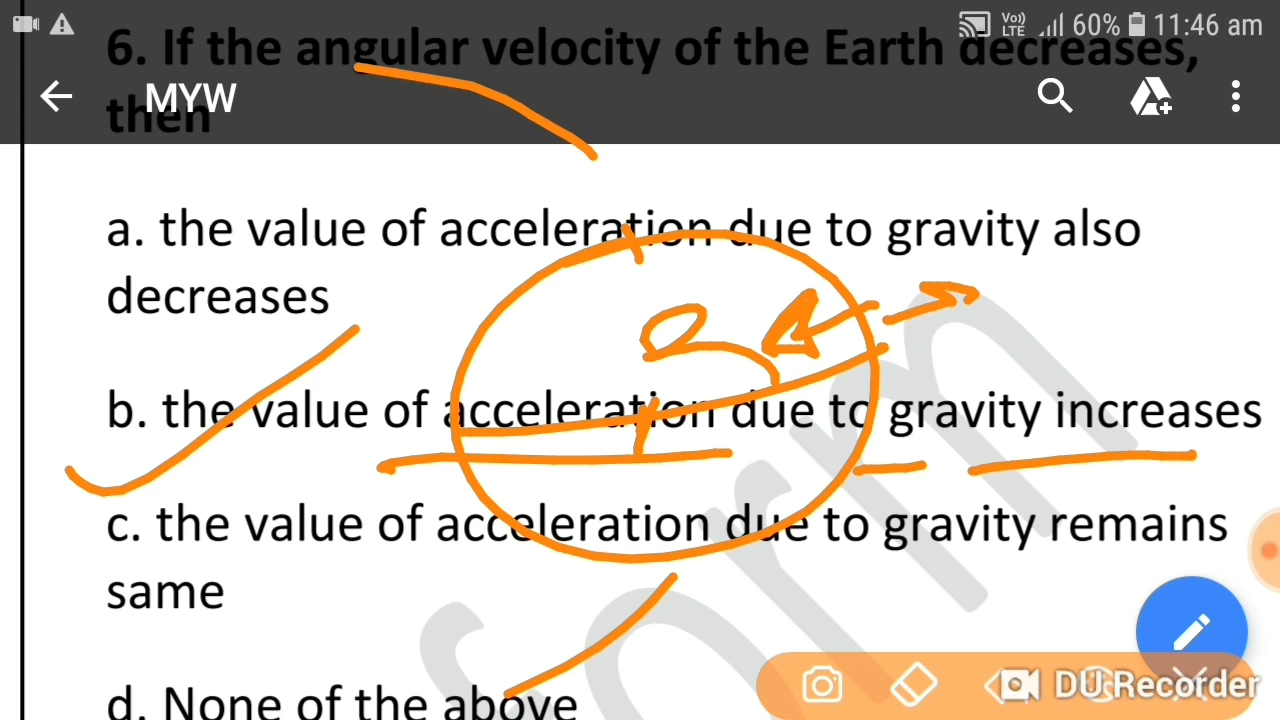 Vo)) LTE 60% 11:46 am
6. If the angular velocity of the Earth decreases,
MYW
then
a. the value of acceleration due to gravity also
decreases
b. the value of acceleration due to gravity increases
c. the value of acceleration due to gravity remains
same
d. None of the above
DU Recorder